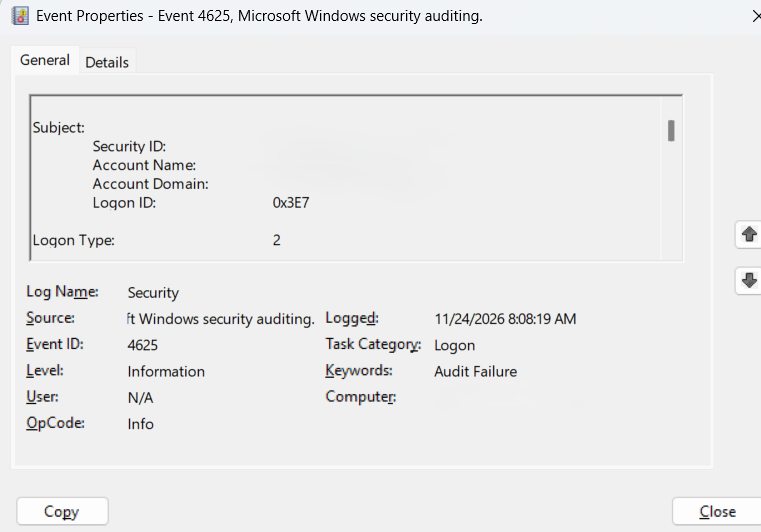 Event Properties - Event 4625, Microsoft Windows security auditing.
General Details
Subject:
Security ID:
Account Name:
Account Domain:
Logon ID: 0x3E7
Logon Type: 2
Log Name: Security
Source: ft Windows security auditing. Logged: 11/24/2026 8:08:19 AM
Event ID: 4625 Task Category: Logon
Level: Information Keywords: Audit Failure
User: N/A Computer:
OpCode: Info
Copy Close